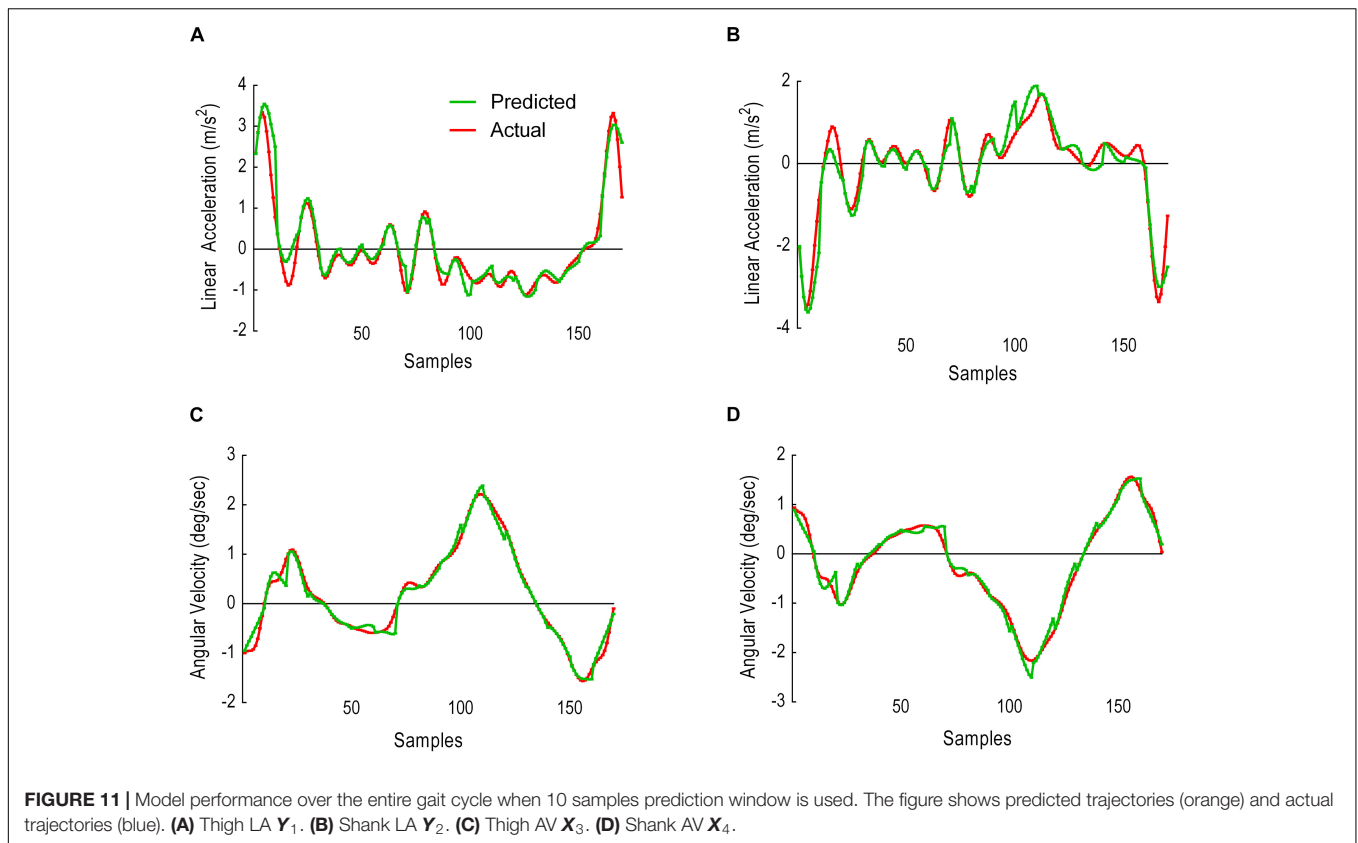 A
B
4
3
2
1
0
-1
-2
Linear Acceleration (m/s²)
50
100
150
Samples
Predicted
Actual
2
0
-2
-4
Linear Acceleration (m/s²)
50
100
150
Samples
C
D
3
2
1
0
-1
-2
Angular Velocity (deg/sec)
50
100
150
Samples
2
1
0
-1
-2
-3
Angular Velocity (deg/sec)
50
100
150
Samples
FIGURE 11 | Model performance over the entire gait cycle when 10 samples prediction window is used. The figure shows predicted trajectories (orange) and actual
trajectories (blue). (A) Thigh LA Y₁. (B) Shank LA Y₂. (C) Thigh AV X₃. (D) Shank AV X₄.